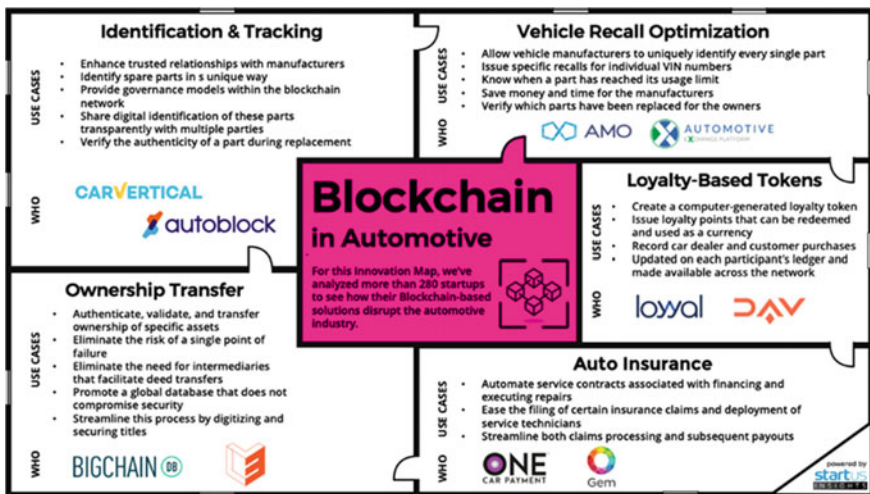 Identification & Tracking
USE CASES
• Enhance trusted relationships with manufacturers
• Identify spare parts in s unique way
• Provide governance models within the blockchain
network
• Share digital identification of these parts
transparently with multiple parties
• Verify the authenticity of a part during replacement
WHO
CARVERTICAL
autoblock
Vehicle Recall Optimization
USE CASES
• Allow vehicle manufacturers to uniquely identify every single part
• Issue specific recalls for individual VIN numbers
• Know when a part has reached its usage limit
• Save money and time for the manufacturers
• Verify which parts have been replaced for the owners
WHO
AMO
AUTOMOTIVE
EXCHANGE PLATFORM
Blockchain
in Automotive
For this Innovation Map, we've
analyzed more than 280 startups
to see how their Blockchain-based
solutions disrupt the automotive
industry.
Loyalty-Based Tokens
USE CASES
• Create a computer-generated loyalty token
• Issue loyalty points that can be redeemed
and used as a currency
• Record car dealer and customer purchases
• Updated on each participant's ledger and
made available across the network
WHO
loyyal
DAV
Ownership Transfer
USE CASES
• Authenticate, validate, and transfer
ownership of specific assets
• Eliminate the risk of a single point of
failure
• Eliminate the need for intermediaries
that facilitate deed transfers
• Promote a global database that does not
compromise security
• Streamline this process by digitizing and
securing titles
WHO
BIGCHAIN DB
Auto Insurance
USE CASES
• Automate service contracts associated with financing and
executing repairs
• Ease the filing of certain insurance claims and deployment of
service technicians
• Streamline both claims processing and subsequent payouts
WHO
ONE
CAR PAYMENT
Gem
powered by
startus
INSIGHTS